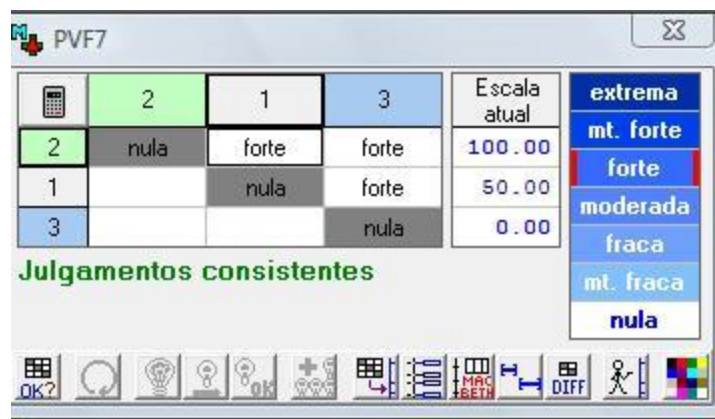 PVF7
2 1 3 Escala atual
2 nula forte forte 100.00
1 nula forte 50.00
3 nula 0.00
Julgamentos consistentes
extrema
mt. forte
forte
moderada
fraca
mt. fraca
nula
OK? OK MAC BETH DIFF